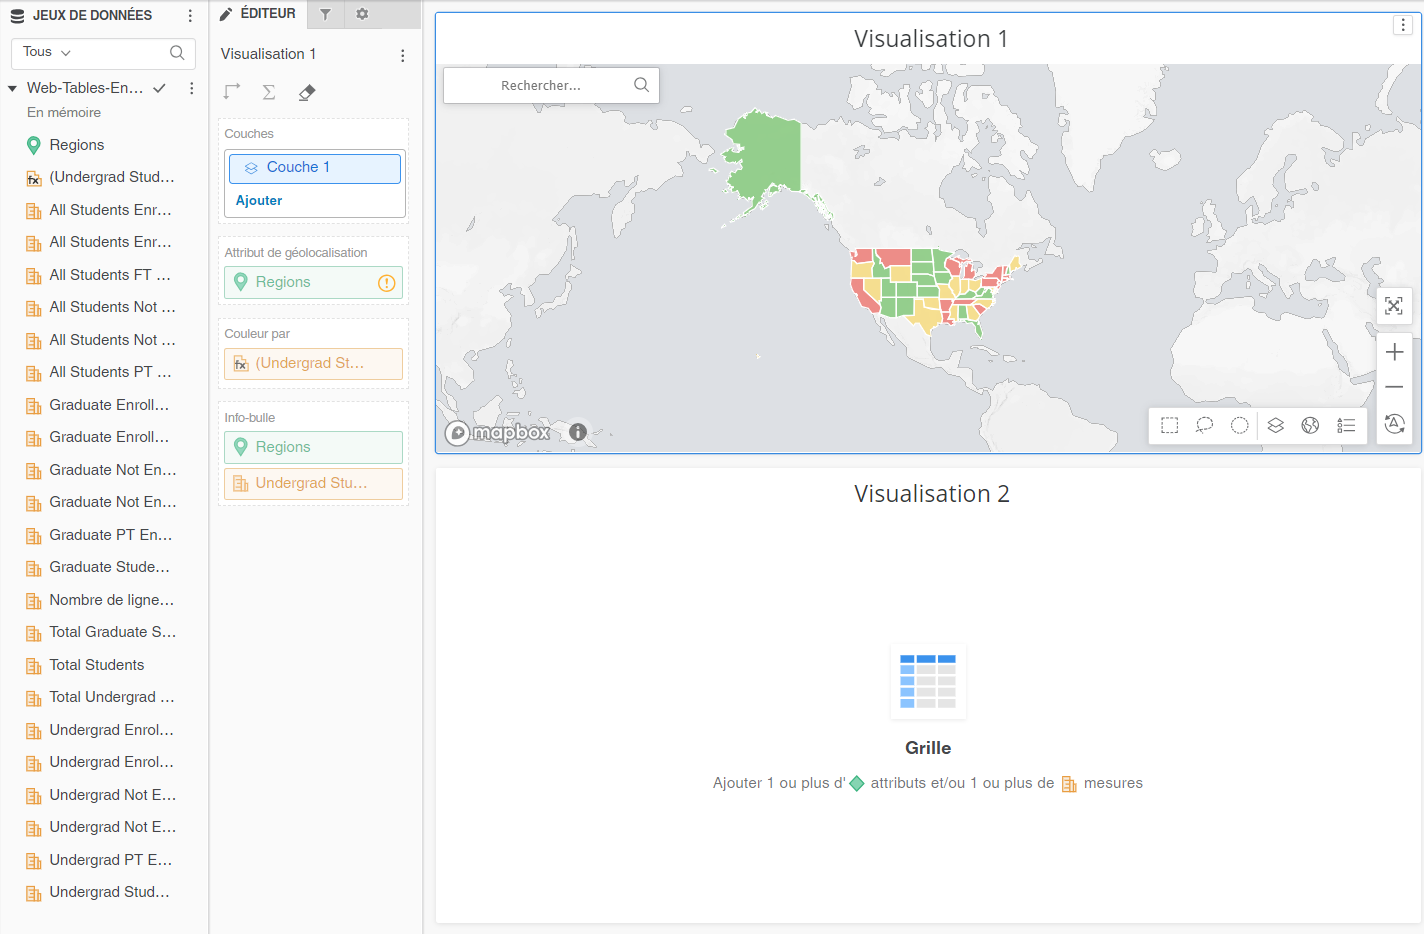 JEUX DE DONNÉES
Tous
Web-Tables-En...
En mémoire
Regions
(Undergrad Stud...
All Students Enr...
All Students Enr...
All Students FT ...
All Students Not ...
All Students Not ...
All Students PT ...
Graduate Enroll...
Graduate Enroll...
Graduate Not En...
Graduate Not En...
Graduate PT En...
Graduate Stude...
Nombre de ligne...
Total Graduate S...
Total Students
Total Undergrad ...
Undergrad Enrol...
Undergrad Enrol...
Undergrad Not E...
Undergrad Not E...
Undergrad PT E...
Undergrad Stud...
ÉDITEUR
Visualisation 1
Couches
Couche 1
Ajouter
Attribut de géolocalisation
Regions
Couleur par
fx (Undergrad St...
Info-bulle
Regions
Undergrad Stu...
Visualisation 1
Rechercher...
mapbox
Visualisation 2
Grille
Ajouter 1 ou plus d' attributs et/ou 1 ou plus de mesures